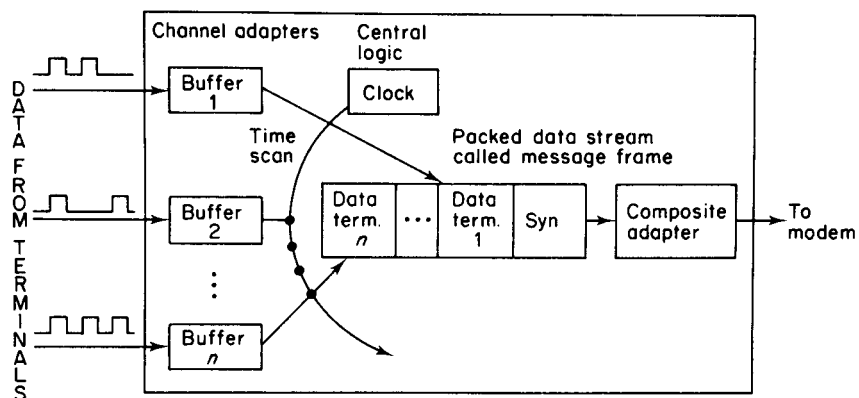 DATA FROM TERMINALS
Channel adapters
Central
logic
Buffer
1
Clock
Time
scan
Packed data stream
called message frame
Buffer
2
Data
term.
n
...
Data
term.
1
Syn
Composite
adapter
To
modem
Buffer
n